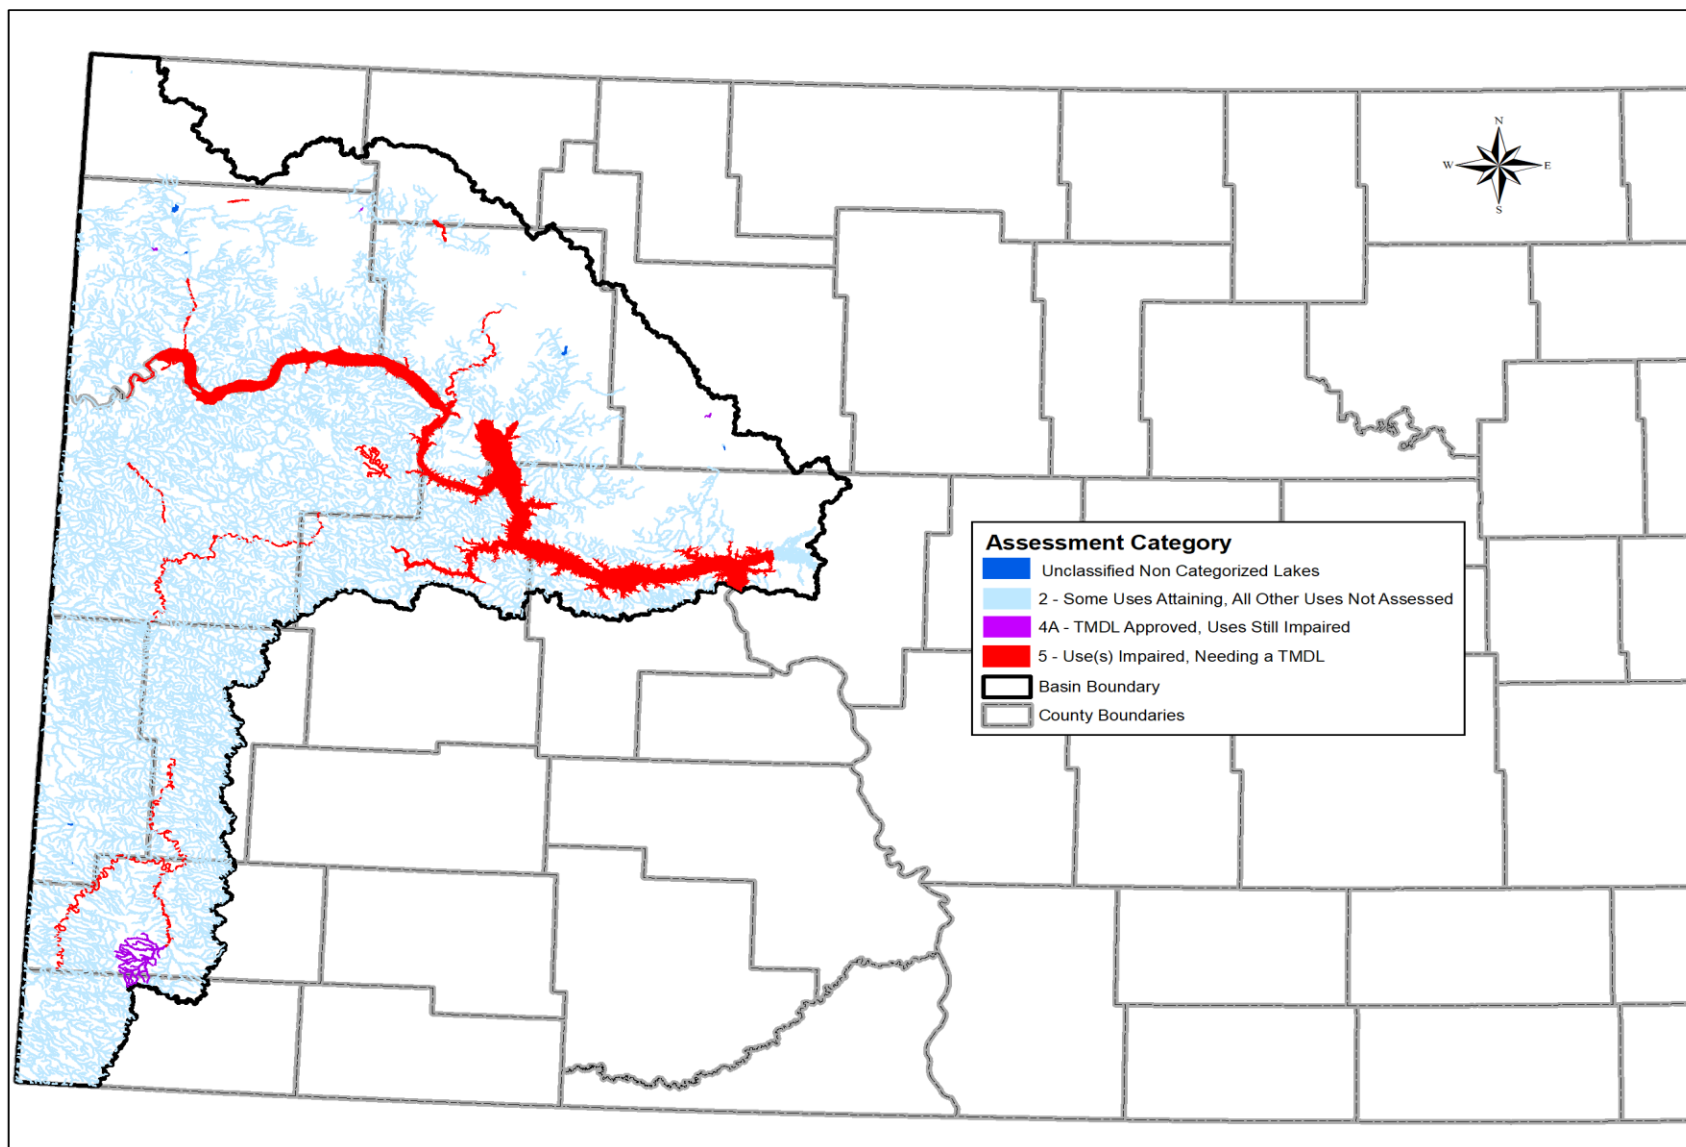 N
W E
S
Assessment Category
Unclassified Non Categorized Lakes
2 - Some Uses Attaining, All Other Uses Not Assessed
4A - TMDL Approved, Uses Still Impaired
5 - Use(s) Impaired, Needing a TMDL
Basin Boundary
County Boundaries